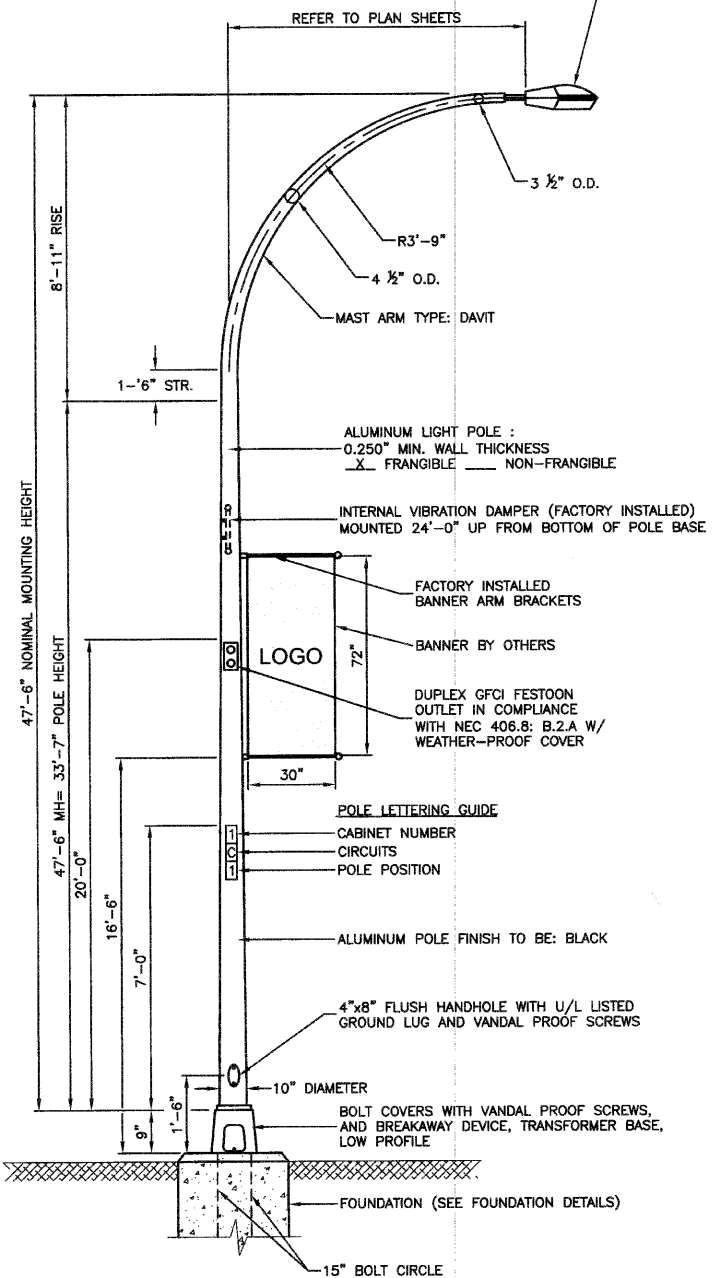 REFER TO PLAN SHEETS
3 ½" O.D.
R3'-9"
4 ½" O.D.
MAST ARM TYPE: DAVIT
8'-11" RISE
1-'6" STR.
ALUMINUM LIGHT POLE :
0.250" MIN. WALL THICKNESS
_X_ FRANGIBLE ___ NON-FRANGIBLE
INTERNAL VIBRATION DAMPER (FACTORY INSTALLED)
MOUNTED 24'-0" UP FROM BOTTOM OF POLE BASE
FACTORY INSTALLED
BANNER ARM BRACKETS
BANNER BY OTHERS
LOGO
72"
30"
DUPLEX GFCI FESTOON
OUTLET IN COMPLIANCE
WITH NEC 406.8: B.2.A W/
WEATHER-PROOF COVER
47'-6" NOMINAL MOUNTING HEIGHT
47'-6" MH= 33'-7" POLE HEIGHT
20'-0"
16'-6"
7'-0"
POLE LETTERING GUIDE
1
CABINET NUMBER
C
CIRCUITS
1
POLE POSITION
ALUMINUM POLE FINISH TO BE: BLACK
4"x8" FLUSH HANDHOLE WITH U/L LISTED
GROUND LUG AND VANDAL PROOF SCREWS
10" DIAMETER
1'-6"
9"
BOLT COVERS WITH VANDAL PROOF SCREWS,
AND BREAKAWAY DEVICE, TRANSFORMER BASE,
LOW PROFILE
FOUNDATION (SEE FOUNDATION DETAILS)
15" BOLT CIRCLE